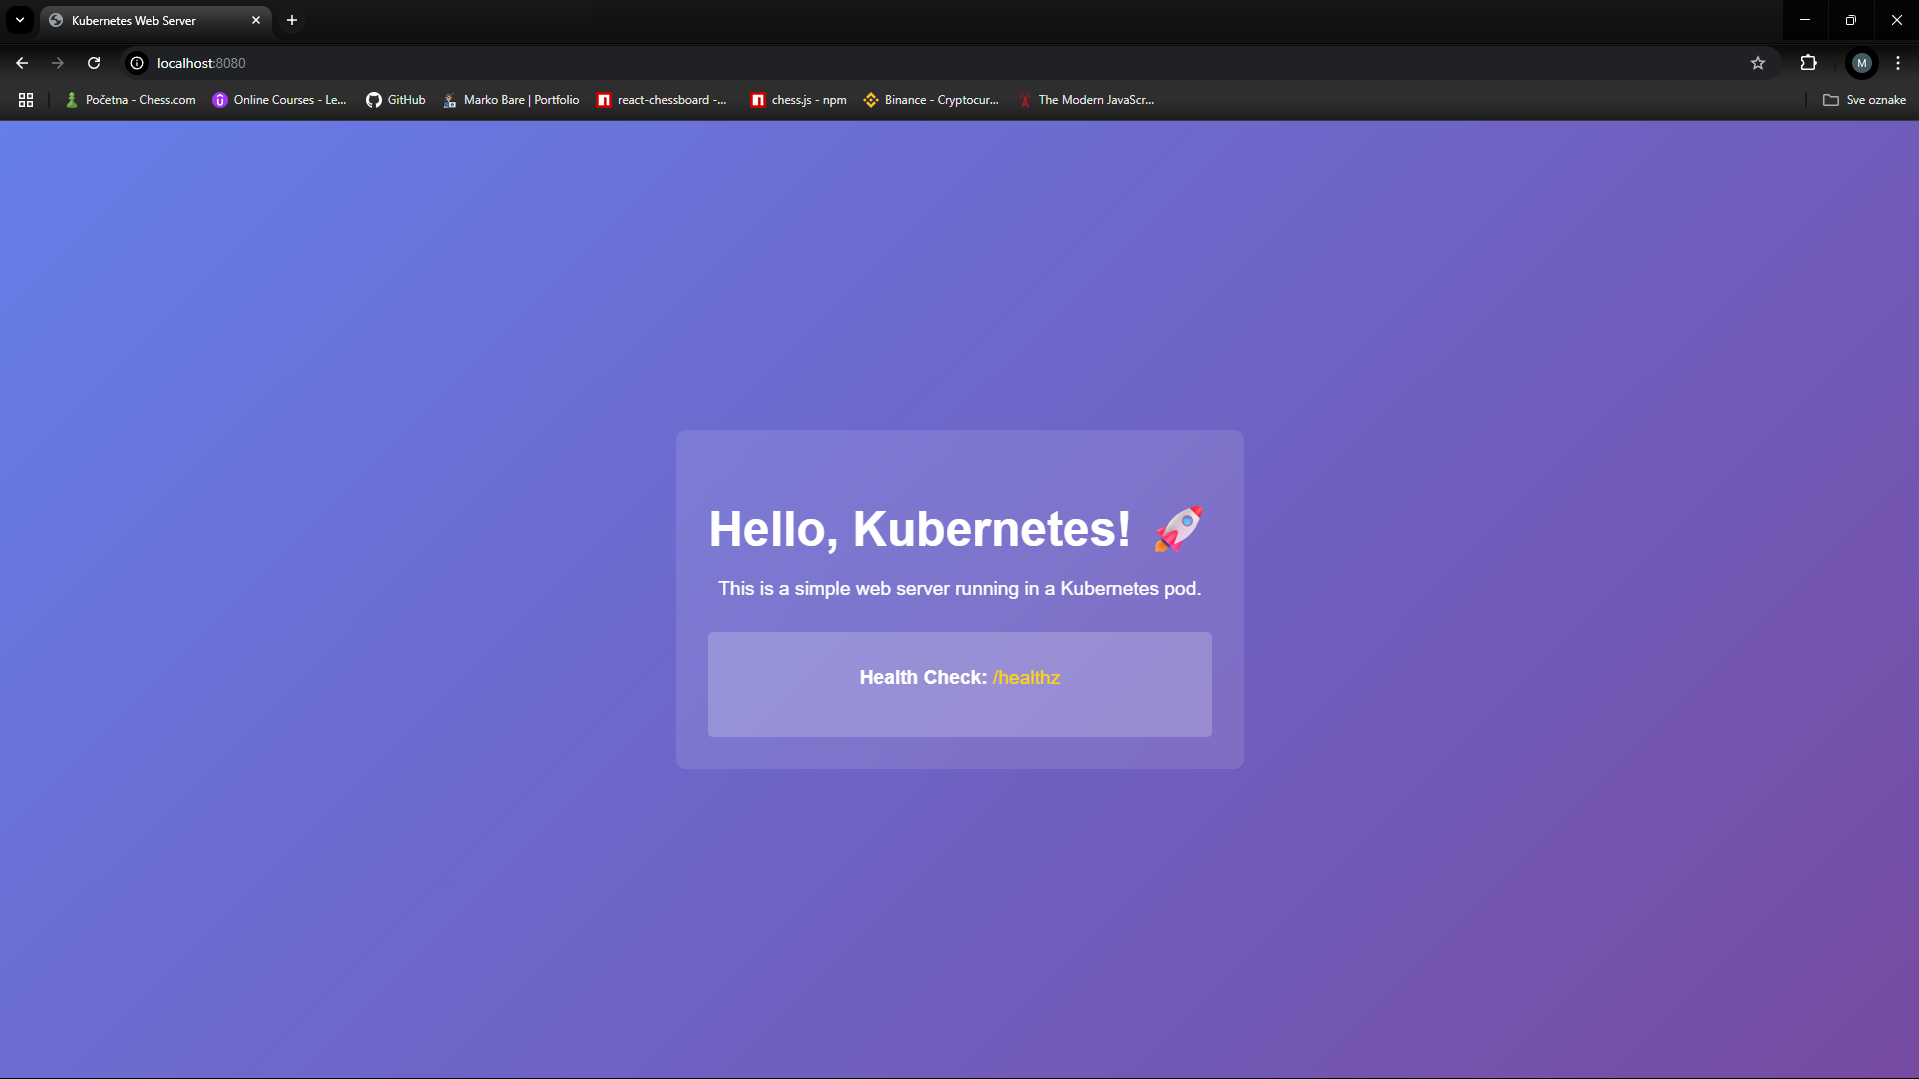 Kubernetes Web Server
localhost:8080
M
Početna - Chess.com
Online Courses - Le...
GitHub
Marko Bare | Portfolio
react-chessboard -...
chess.js - npm
Binance - Cryptocur...
The Modern JavaScr...
Sve oznake
Hello, Kubernetes! 🚀
This is a simple web server running in a Kubernetes pod.
Health Check: /healthz